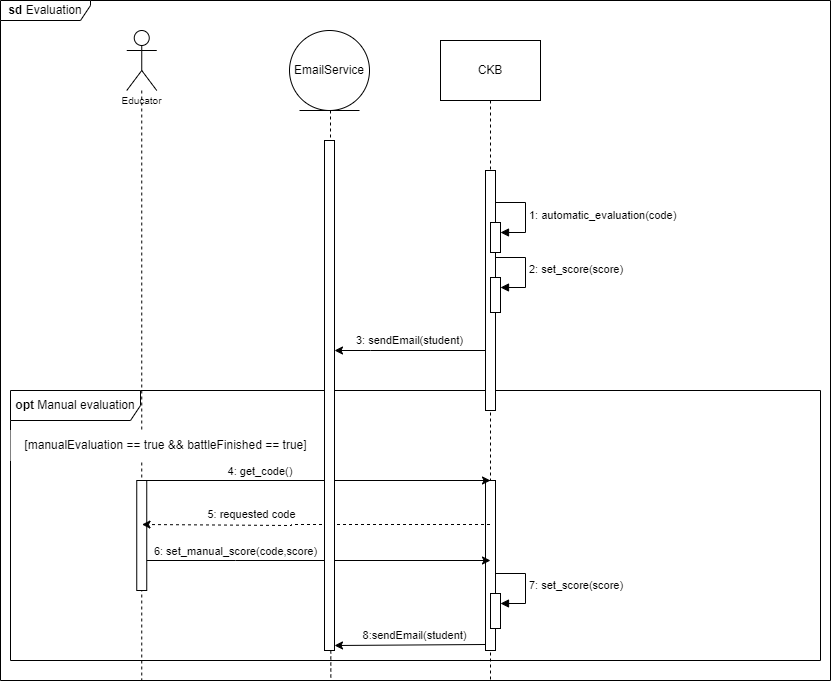 sd Evaluation
Educator
EmailService
CKB
1: automatic_evaluation(code)
2: set_score(score)
3: sendEmail(student)
opt Manual evaluation
[manualEvaluation == true && battleFinished == true]
4: get_code()
5: requested code
6: set_manual_score(code,score)
7: set_score(score)
8:sendEmail(student)